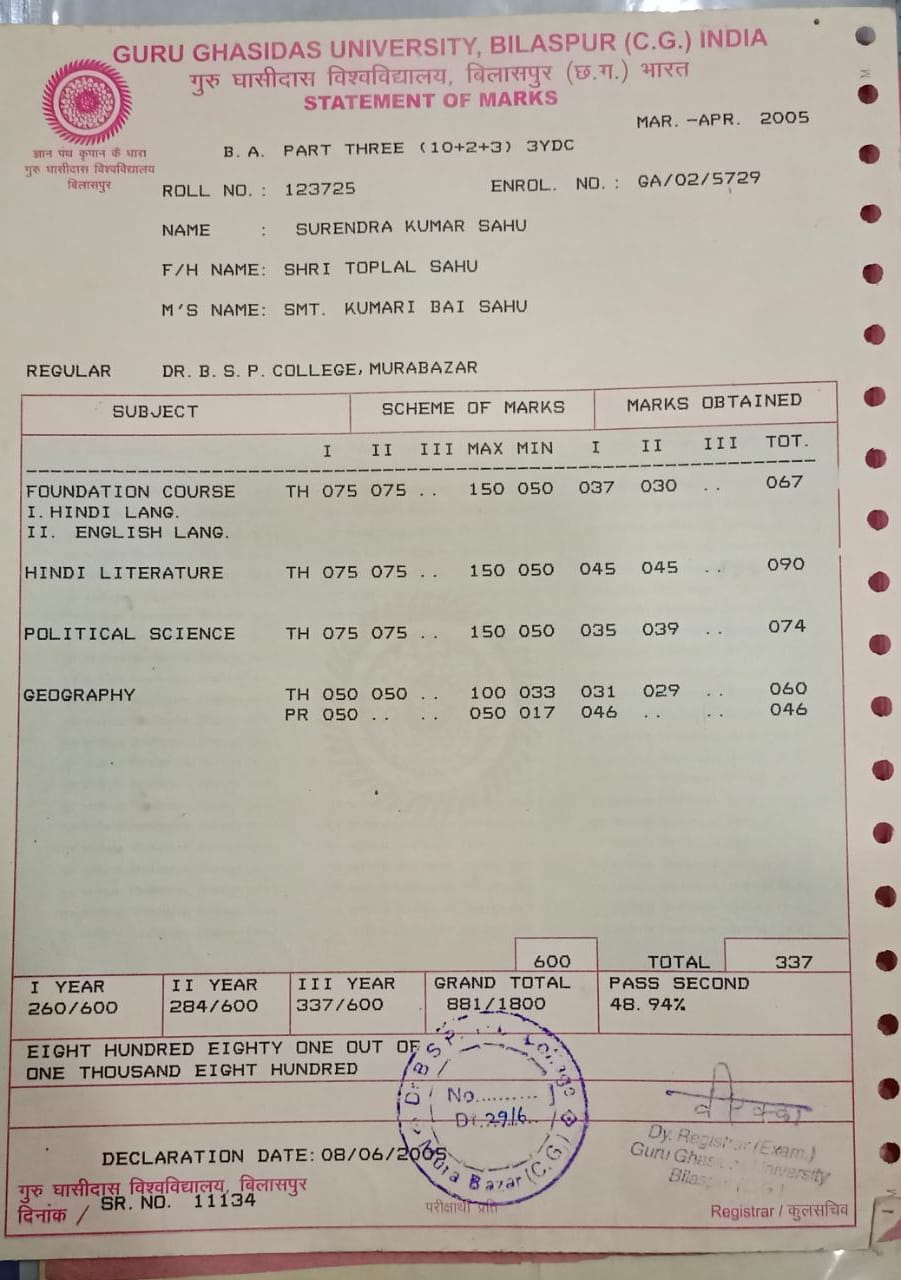 GURU GHASIDAS UNIVERSITY, BILASPUR (C.G.) INDIA
गुरु घासीदास विश्वविद्यालय, बिलासपुर (छ.ग.) भारत
STATEMENT OF MARKS
गुरु घासीदास विश्वविद्यालय
बिलासपुर
MAR. -APR. 2005
B. A. PART THREE (10+2+3) 3YDC
ROLL NO. : 123725 ENROL. NO. : GA/02/5729
NAME : SURENDRA KUMAR SAHU
F/H NAME: SHRI TOPLAL SAHU
M'S NAME: SMT. KUMARI BAI SAHU
REGULAR DR. B. S. P. COLLEGE, MURABAZAR
SUBJECT SCHEME OF MARKS MARKS OBTAINED
I II III MAX MIN I II III TOT.
FOUNDATION COURSE TH 075 075 .. 150 050 037 030 .. 067
I. HINDI LANG.
II. ENGLISH LANG.
HINDI LITERATURE TH 075 075 .. 150 050 045 045 .. 090
POLITICAL SCIENCE TH 075 075 .. 150 050 035 039 .. 074
GEOGRAPHY TH 050 050 .. 100 033 031 029 .. 060
PR 050 .. .. 050 017 046 .. .. 046
600 TOTAL 337
I YEAR II YEAR III YEAR GRAND TOTAL PASS SECOND
260/600 284/600 337/600 881/1800 48.94%
EIGHT HUNDRED EIGHTY ONE OUT OF
ONE THOUSAND EIGHT HUNDRED
No..........
Dt. 29/6
Bazar (C.G.)
Dy. Registrar (Exam.)
Guru University
DECLARATION DATE: 08/06/2005
गुरु घासीदास विश्वविद्यालय, बिलासपुर
दिनांक / SR. NO. 11134
परीक्षार्थी प्रति
Registrar / कुलसचिव